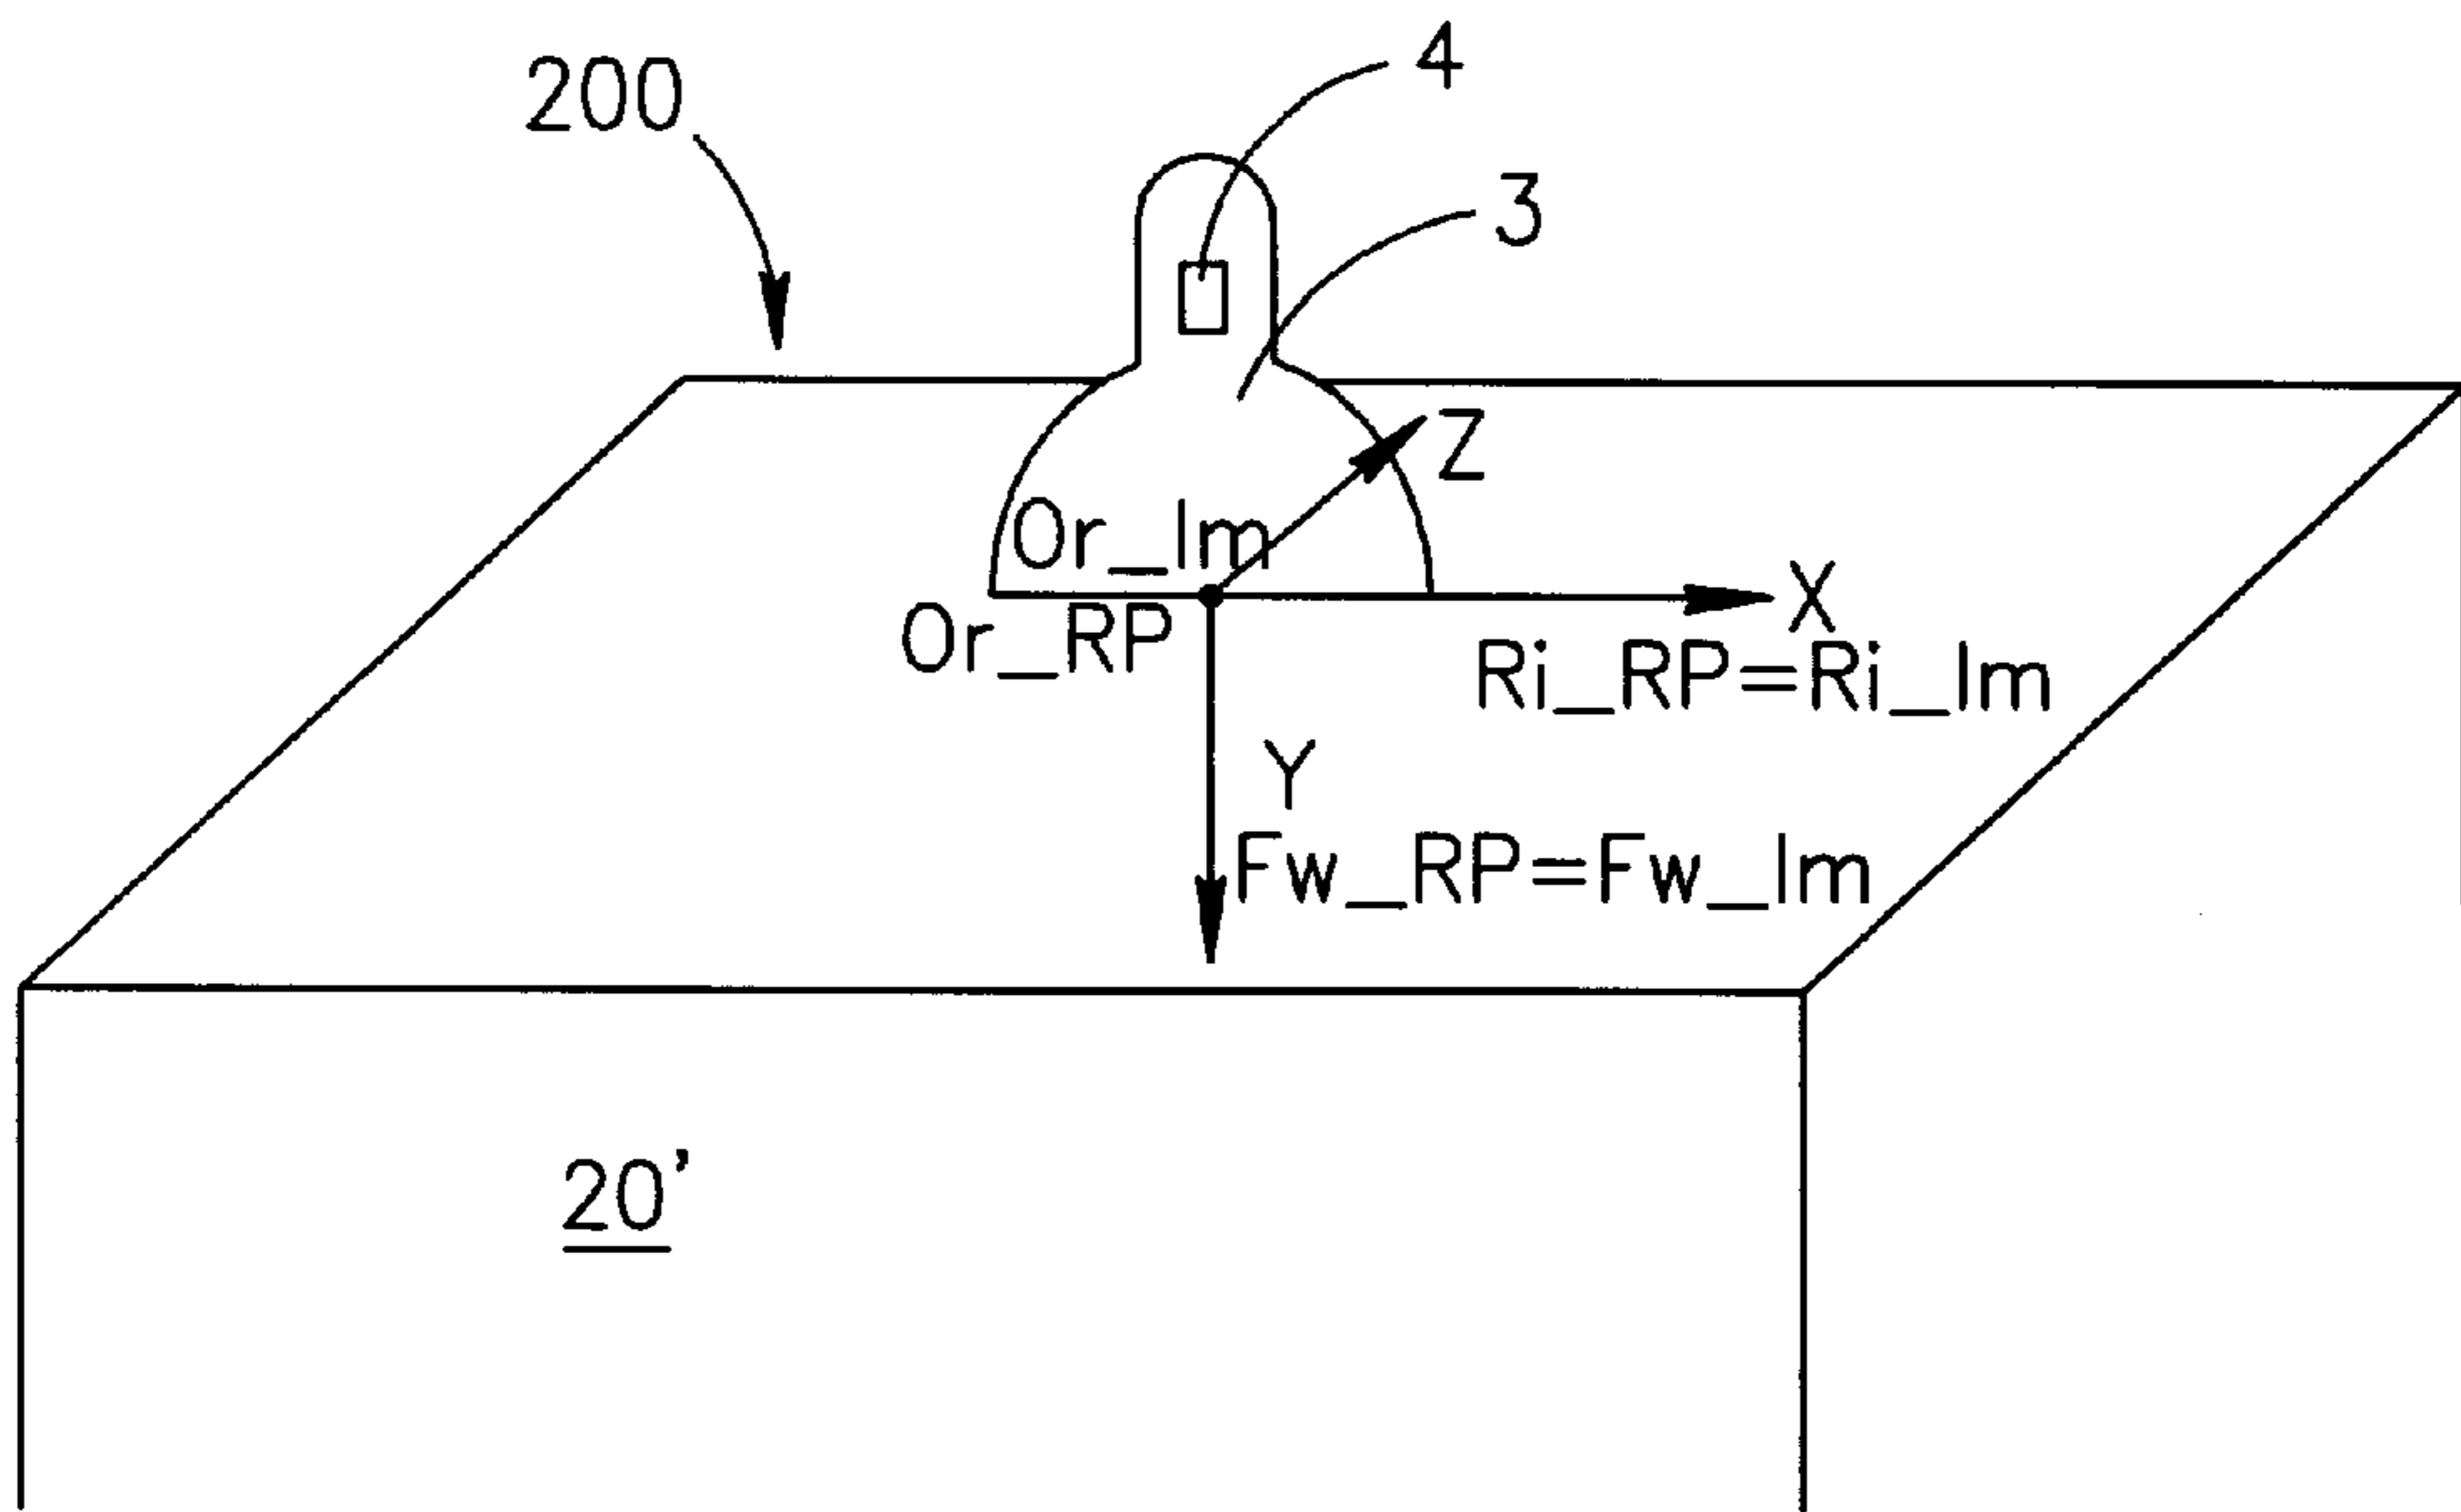 4
200
3
Z
Or_Im
X
Or_RP
Ri_RP=Ri_Im
Y
Fw_RP=Fw_Im
20'